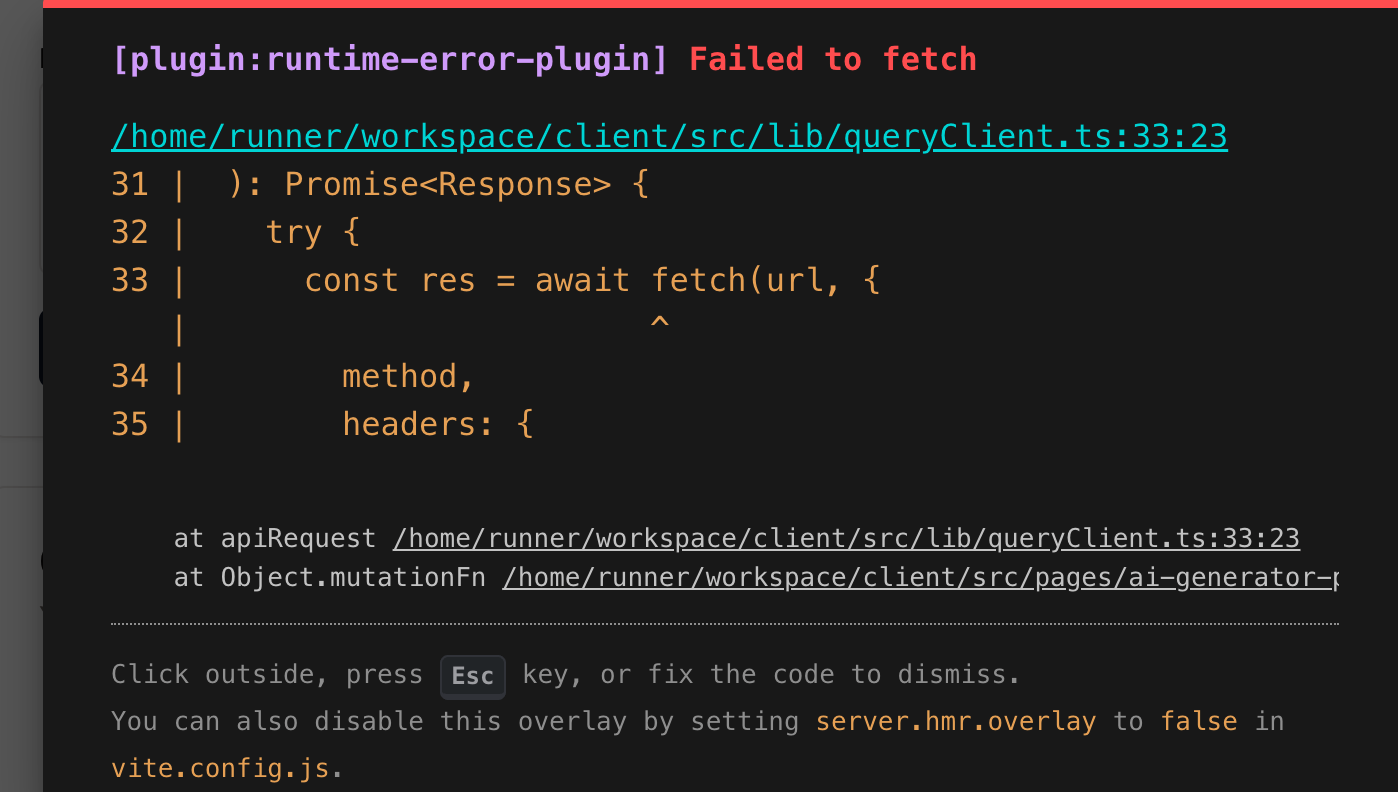 [plugin:runtime-error-plugin] Failed to fetch
/home/runner/workspace/client/src/lib/queryClient.ts:33:23
31 |  ): Promise<Response> {
32 |    try {
33 |      const res = await fetch(url, {
   |                        ^
34 |        method,
35 |        headers: {
at apiRequest /home/runner/workspace/client/src/lib/queryClient.ts:33:23
at Object.mutationFn /home/runner/workspace/client/src/pages/ai-generator-
Click outside, press Esc key, or fix the code to dismiss.
You can also disable this overlay by setting server.hmr.overlay to false in
vite.config.js.